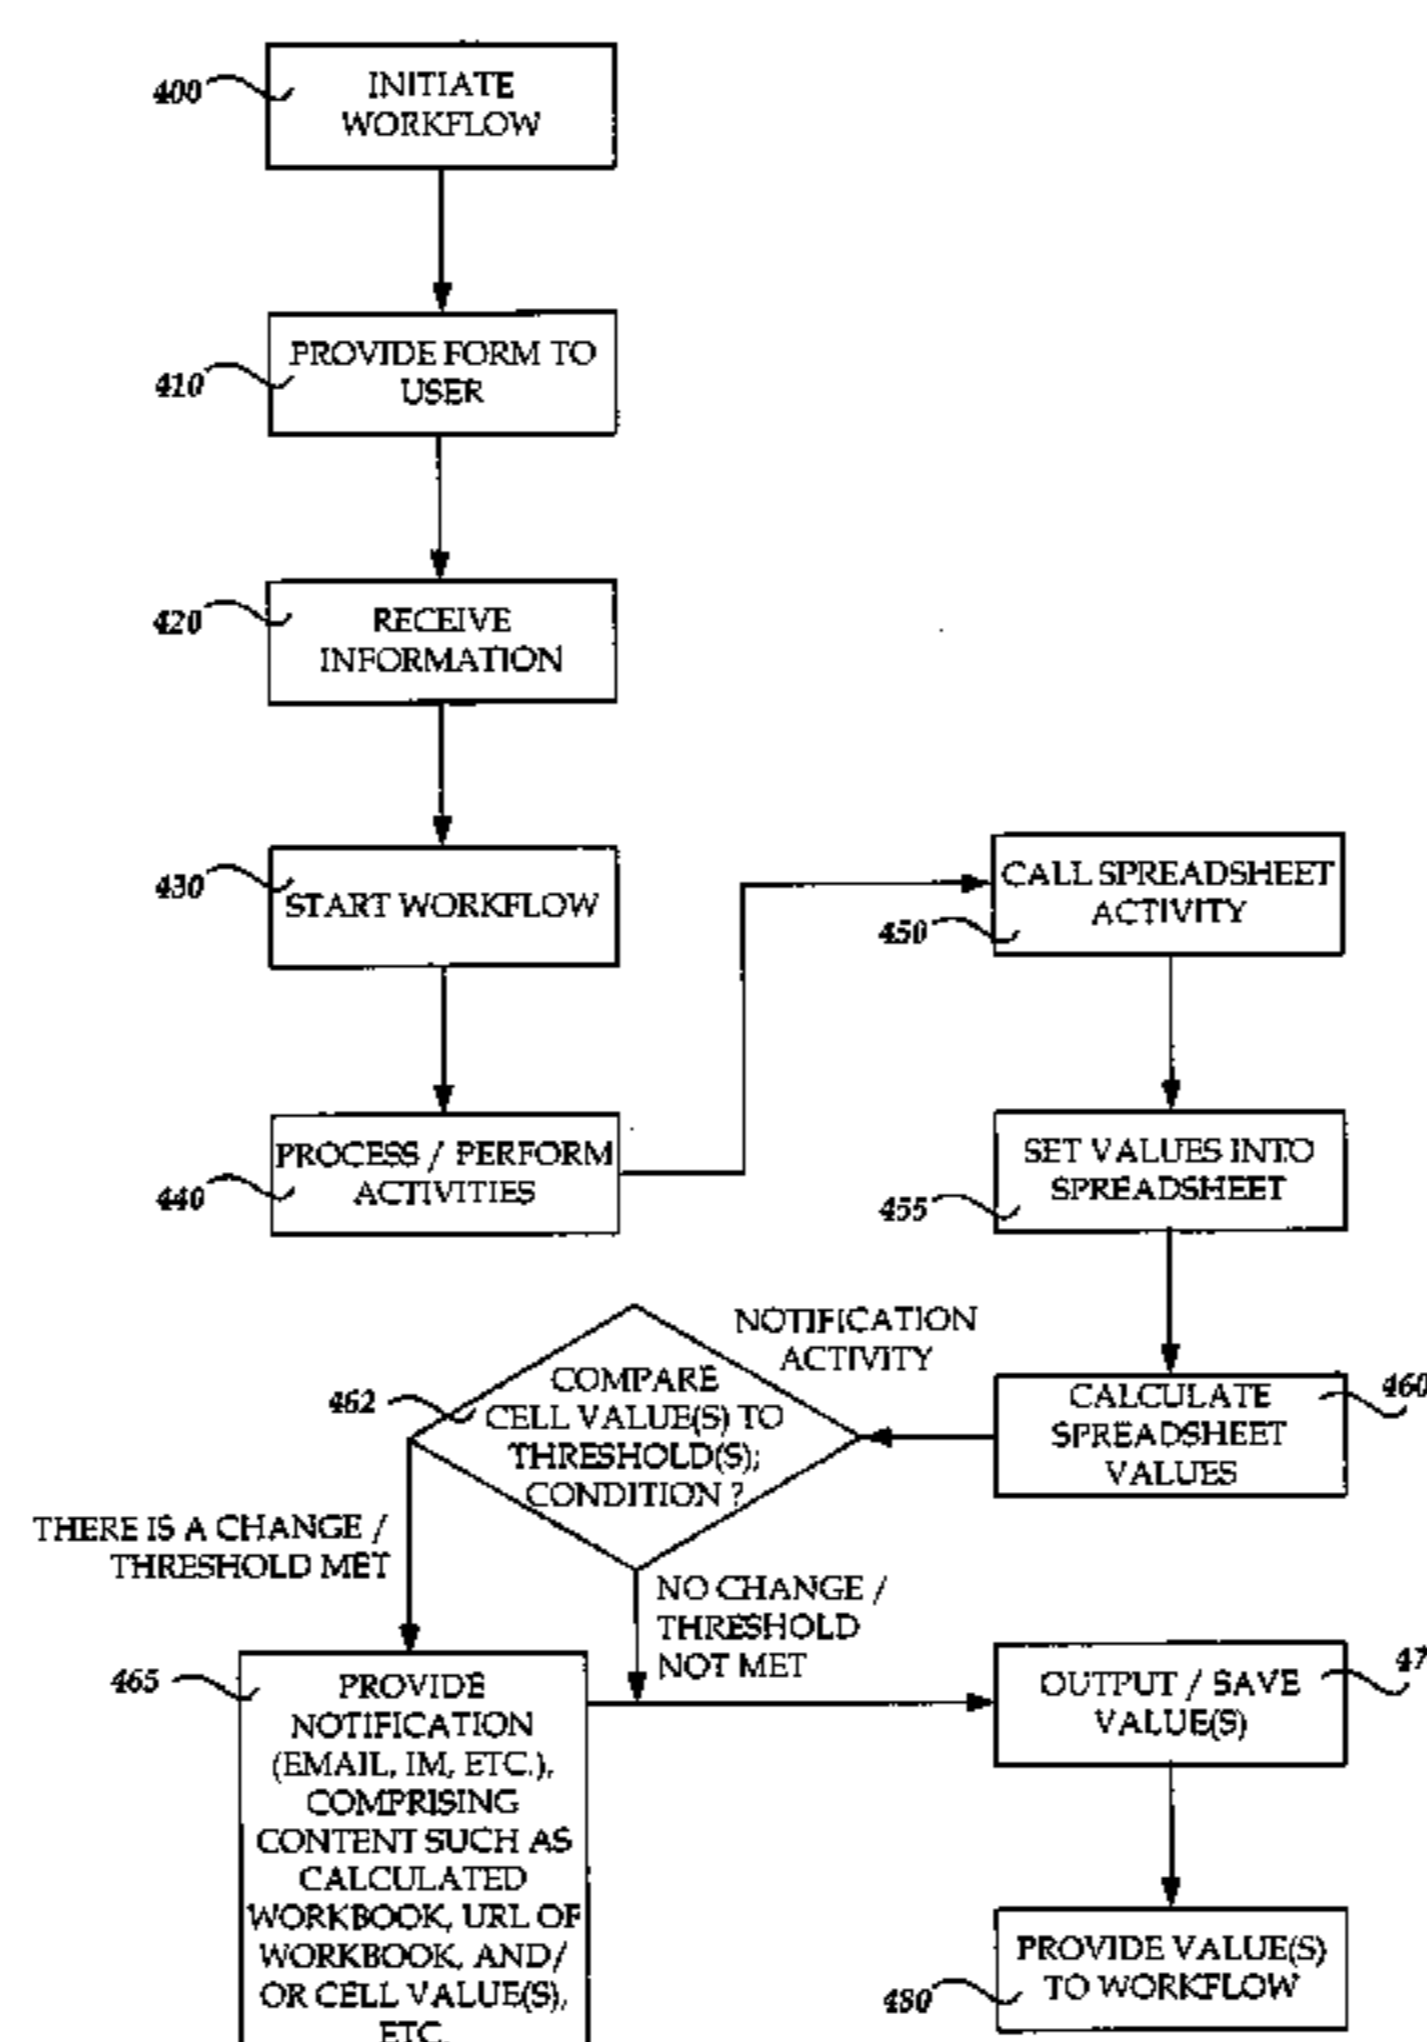 400
INITIATE
WORKFLOW
410
PROVIDE FORM TO
USER
420
RECEIVE
INFORMATION
430
START WORKFLOW
440
PROCESS / PERFORM
ACTIVITIES
450
CALL SPREADSHEET
ACTIVITY
455
SET VALUES INTO
SPREADSHEET
460
CALCULATE
SPREADSHEET
VALUES
NOTIFICATION
ACTIVITY
462
COMPARE
CELL VALUE(S) TO
THRESHOLD(S);
CONDITION ?
THERE IS A CHANGE /
THRESHOLD MET
NO CHANGE /
THRESHOLD
NOT MET
465
PROVIDE
NOTIFICATION
(EMAIL, IM, ETC.),
COMPRISING
CONTENT SUCH AS
CALCULATED
WORKBOOK, URL OF
WORKBOOK, AND/
OR CELL VALUE(S),
ETC.
47
OUTPUT / SAVE
VALUE(S)
480
PROVIDE VALUE(S)
TO WORKFLOW